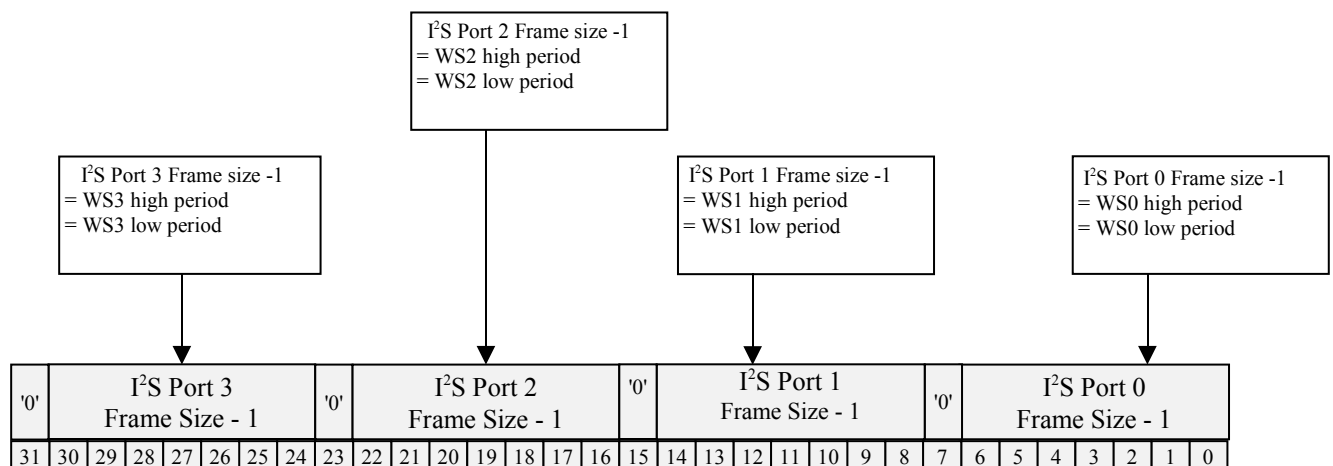 I²S Port 2 Frame size -1
= WS2 high period
= WS2 low period
I²S Port 3 Frame size -1
= WS3 high period
= WS3 low period
I²S Port 1 Frame size -1
= WS1 high period
= WS1 low period
I²S Port 0 Frame size -1
= WS0 high period
= WS0 low period
'0'
I²S Port 3
Frame Size - 1
'0'
I²S Port 2
Frame Size - 1
'0'
I²S Port 1
Frame Size - 1
'0'
I²S Port 0
Frame Size - 1
31 30 29 28 27 26 25 24 23 22 21 20 19 18 17 16 15 14 13 12 11 10 9 8 7 6 5 4 3 2 1 0